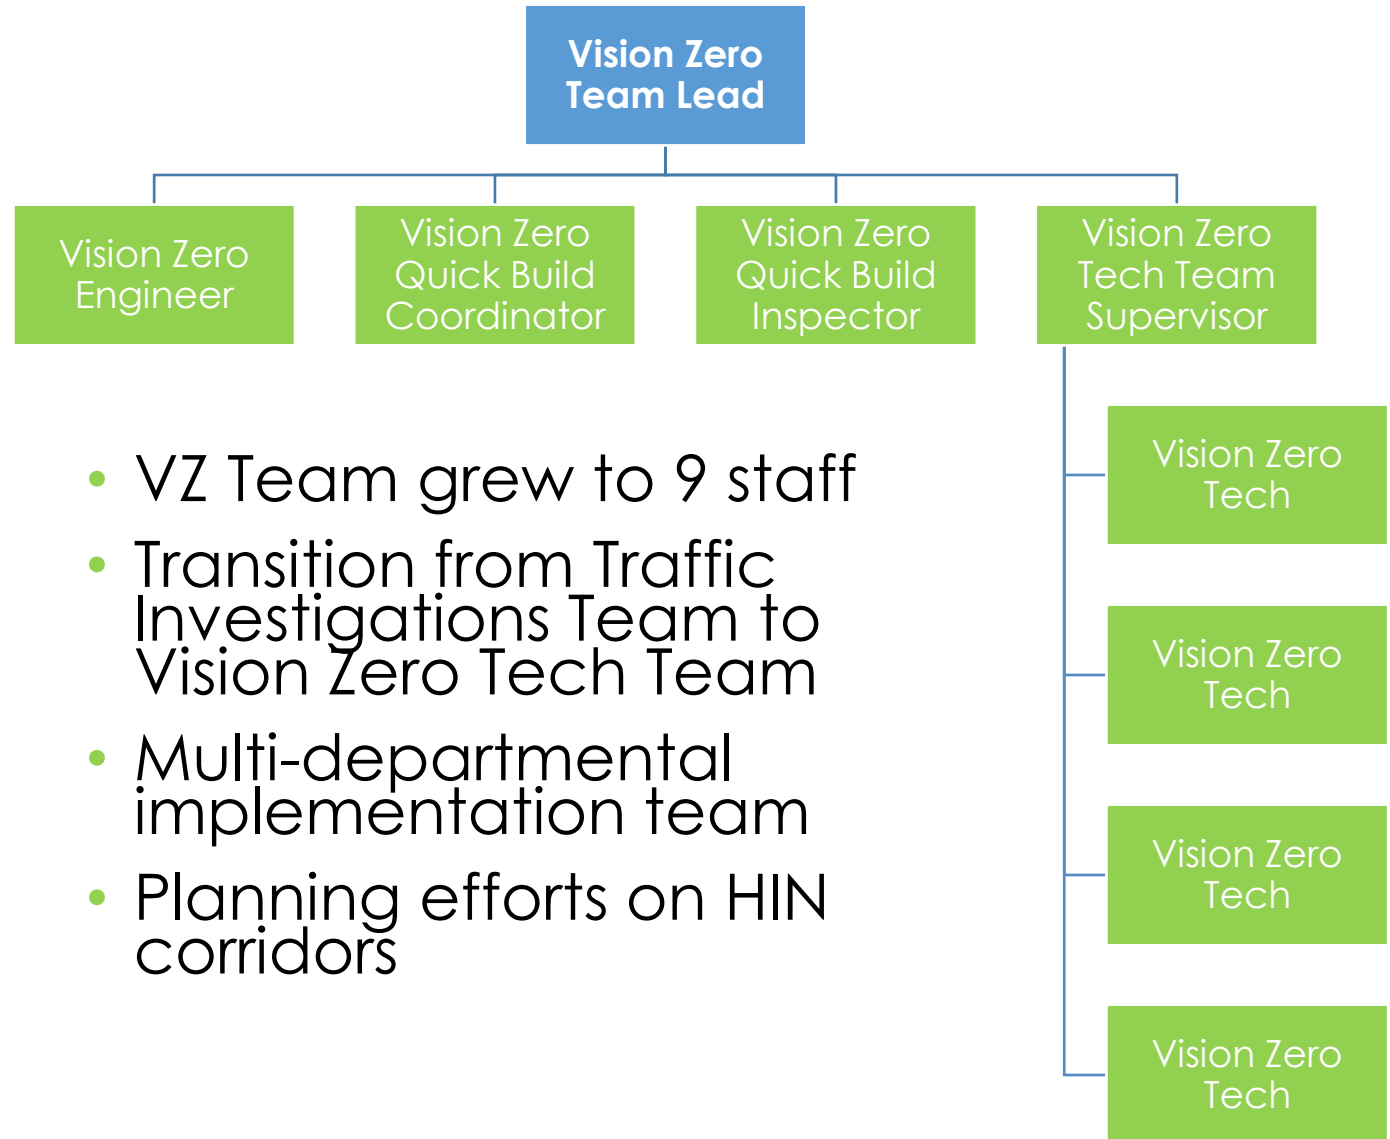 Vision Zero
Team Lead
Vision Zero
Engineer
Vision Zero
Quick Build
Coordinator
Vision Zero
Quick Build
Inspector
Vision Zero
Tech Team
Supervisor
• VZ Team grew to 9 staff
• Transition from Traffic
Investigations Team to
Vision Zero Tech Team
• Multi-departmental
implementation team
• Planning efforts on HIN
corridors
Vision Zero
Tech
Vision Zero
Tech
Vision Zero
Tech
Vision Zero
Tech